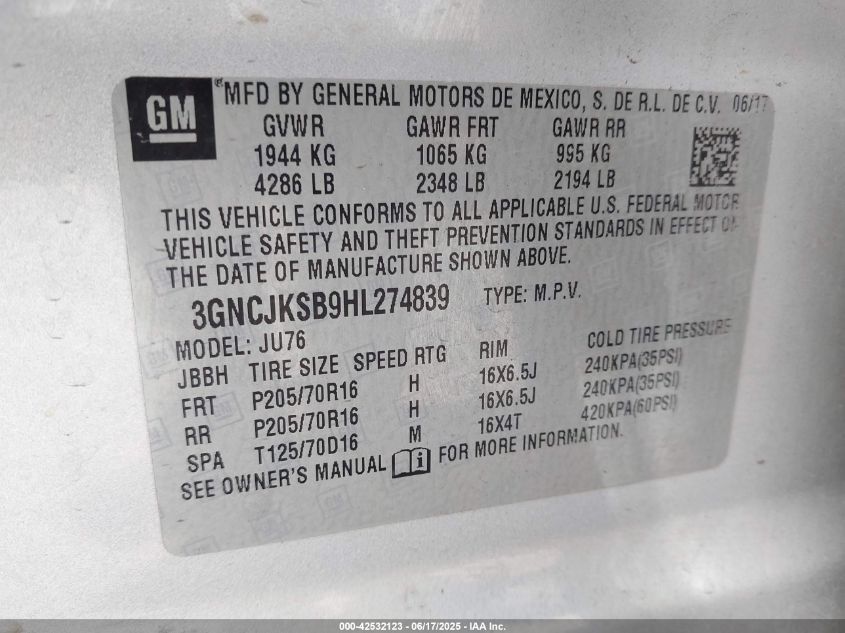 GM
® MFD BY GENERAL MOTORS DE MEXICO, S. DE R.L. DE C.V. 06/17
GVWR GAWR FRT GAWR RR
1944 KG 1065 KG 995 KG
4286 LB 2348 LB 2194 LB
THIS VEHICLE CONFORMS TO ALL APPLICABLE U.S. FEDERAL MOTOR
VEHICLE SAFETY AND THEFT PREVENTION STANDARDS IN EFFECT ON
THE DATE OF MANUFACTURE SHOWN ABOVE.
3GNCJKSB9HL274839 TYPE: M.P.V.
MODEL: JU76
JBBH TIRE SIZE SPEED RTG RIM COLD TIRE PRESSURE
FRT P205/70R16 H 16X6.5J 240KPA(35PSI)
RR P205/70R16 H 16X6.5J 240KPA(35PSI)
SPA T125/70D16 M 16X4T 420KPA(60PSI)
SEE OWNER'S MANUAL i FOR MORE INFORMATION.
000-42532123 - 06/17/2025 - IAA Inc.